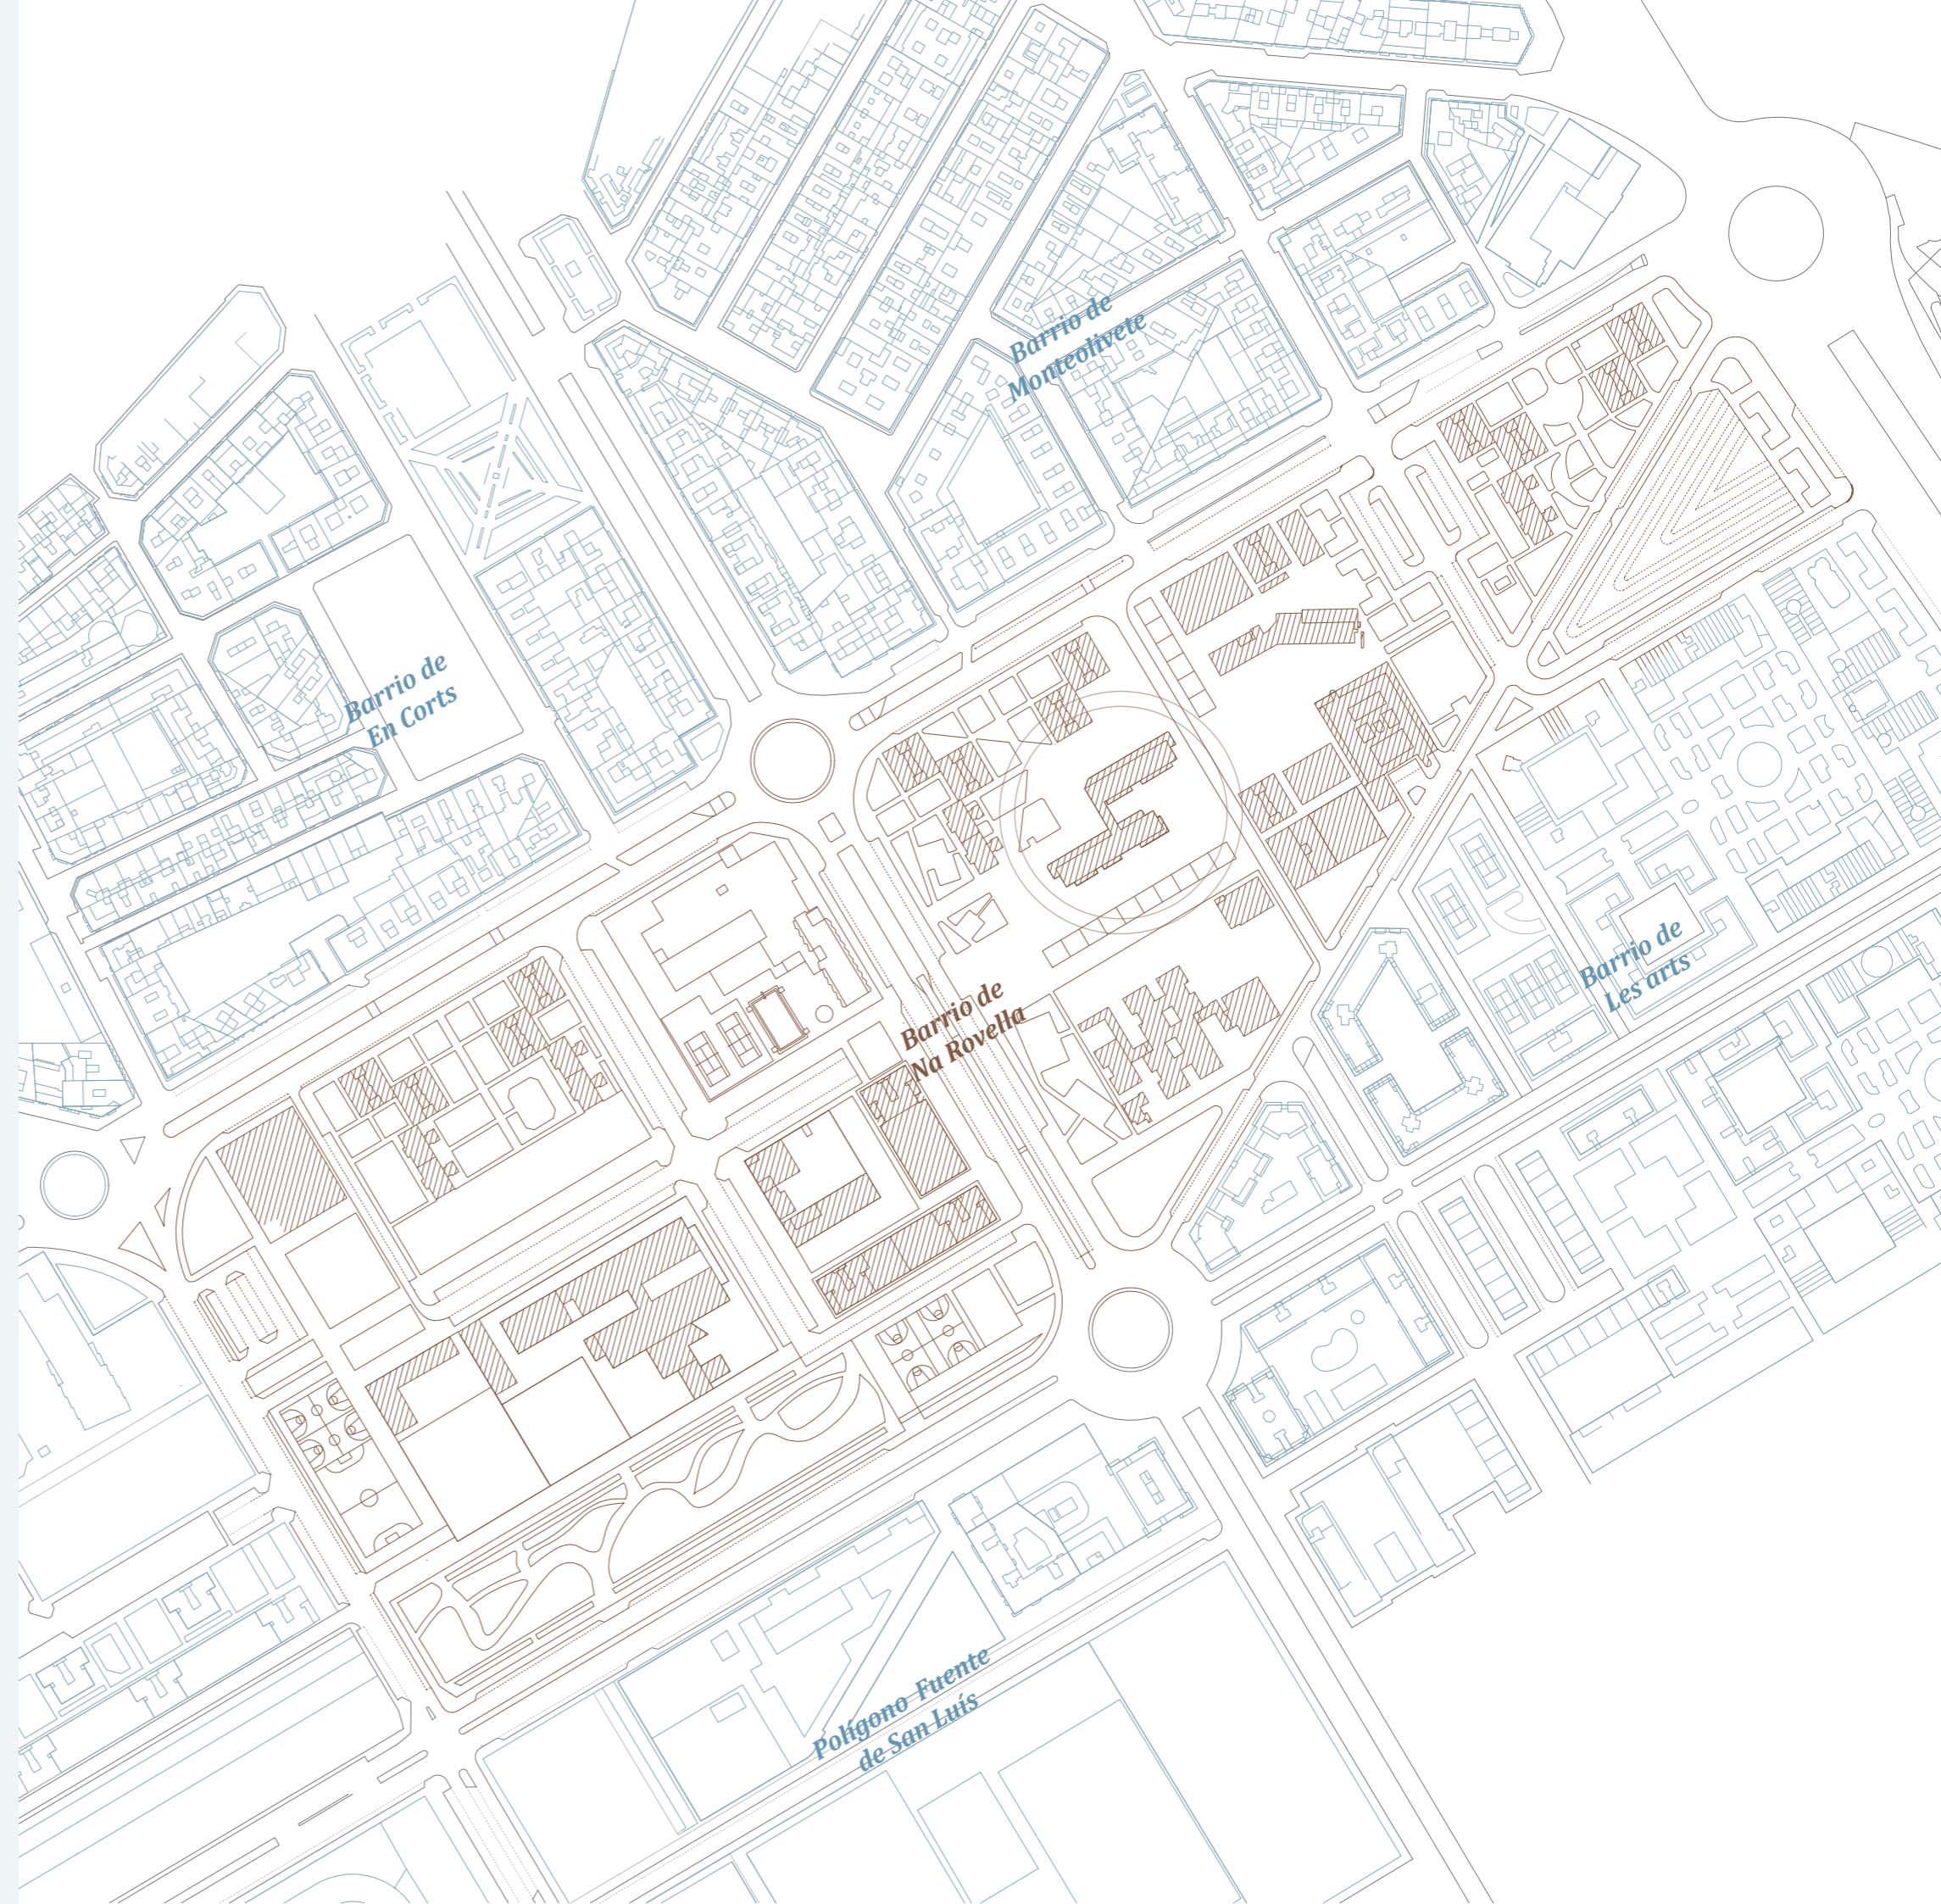 Barrio de
Monteolivete
Barrio de
En Corts
Barrio de
Les arts
Barrio de
Na Rovella
Polígono Fuente
de San Luís